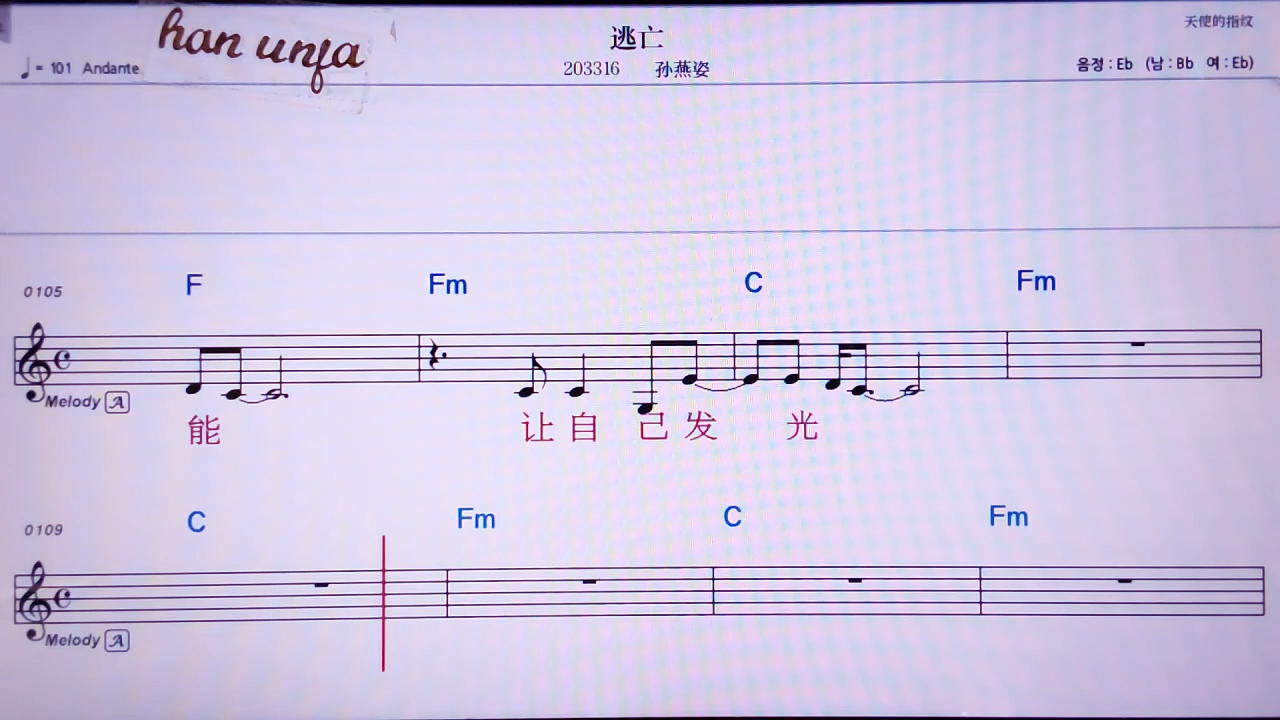 han unfa
逃亡
天使的指纹
♩= 101 Andante
203316 孙燕姿
음정 : Eb (남 : Bb 여 : Eb)
F Fm C Fm
0105
Melody A
能 让 自 己 发 光
C Fm C Fm
0109
Melody A